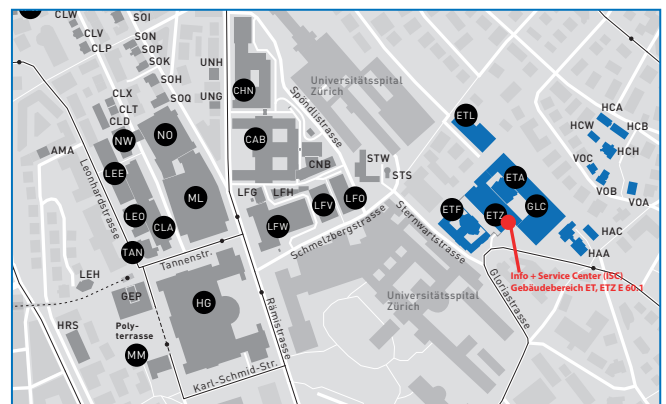 CLW
SOI
CLV
SON
CLP
SOP
SOK
UNH
SOH
CLX
SOQ
UNG
CLT
CLD
CHN
Universitätsspital
Zürich
Spöndlistrasse
ETL
HCA
HCW
HCB
HCH
VOC
VOB
VOA
AMA
NW
NO
CAB
CNB
STW
STS
LEE
Leonhardstrasse
ML
LFG
LFH
LFV
LFO
ETA
GLC
ETZ
ETF
LEO
CLA
LFW
Schmelzbergstrasse
Sternwartstrasse
HAC
HAA
TAN
Tannenstr.
LEH
GEP
HG
Rämistrasse
Gloriastrasse
Info + Service Center (ISC)
Gebäudebereich ET, ETZ E 60.1
Universitätsspital
Zürich
HRS
Poly-
terrasse
MM
Karl-Schmid-Str.